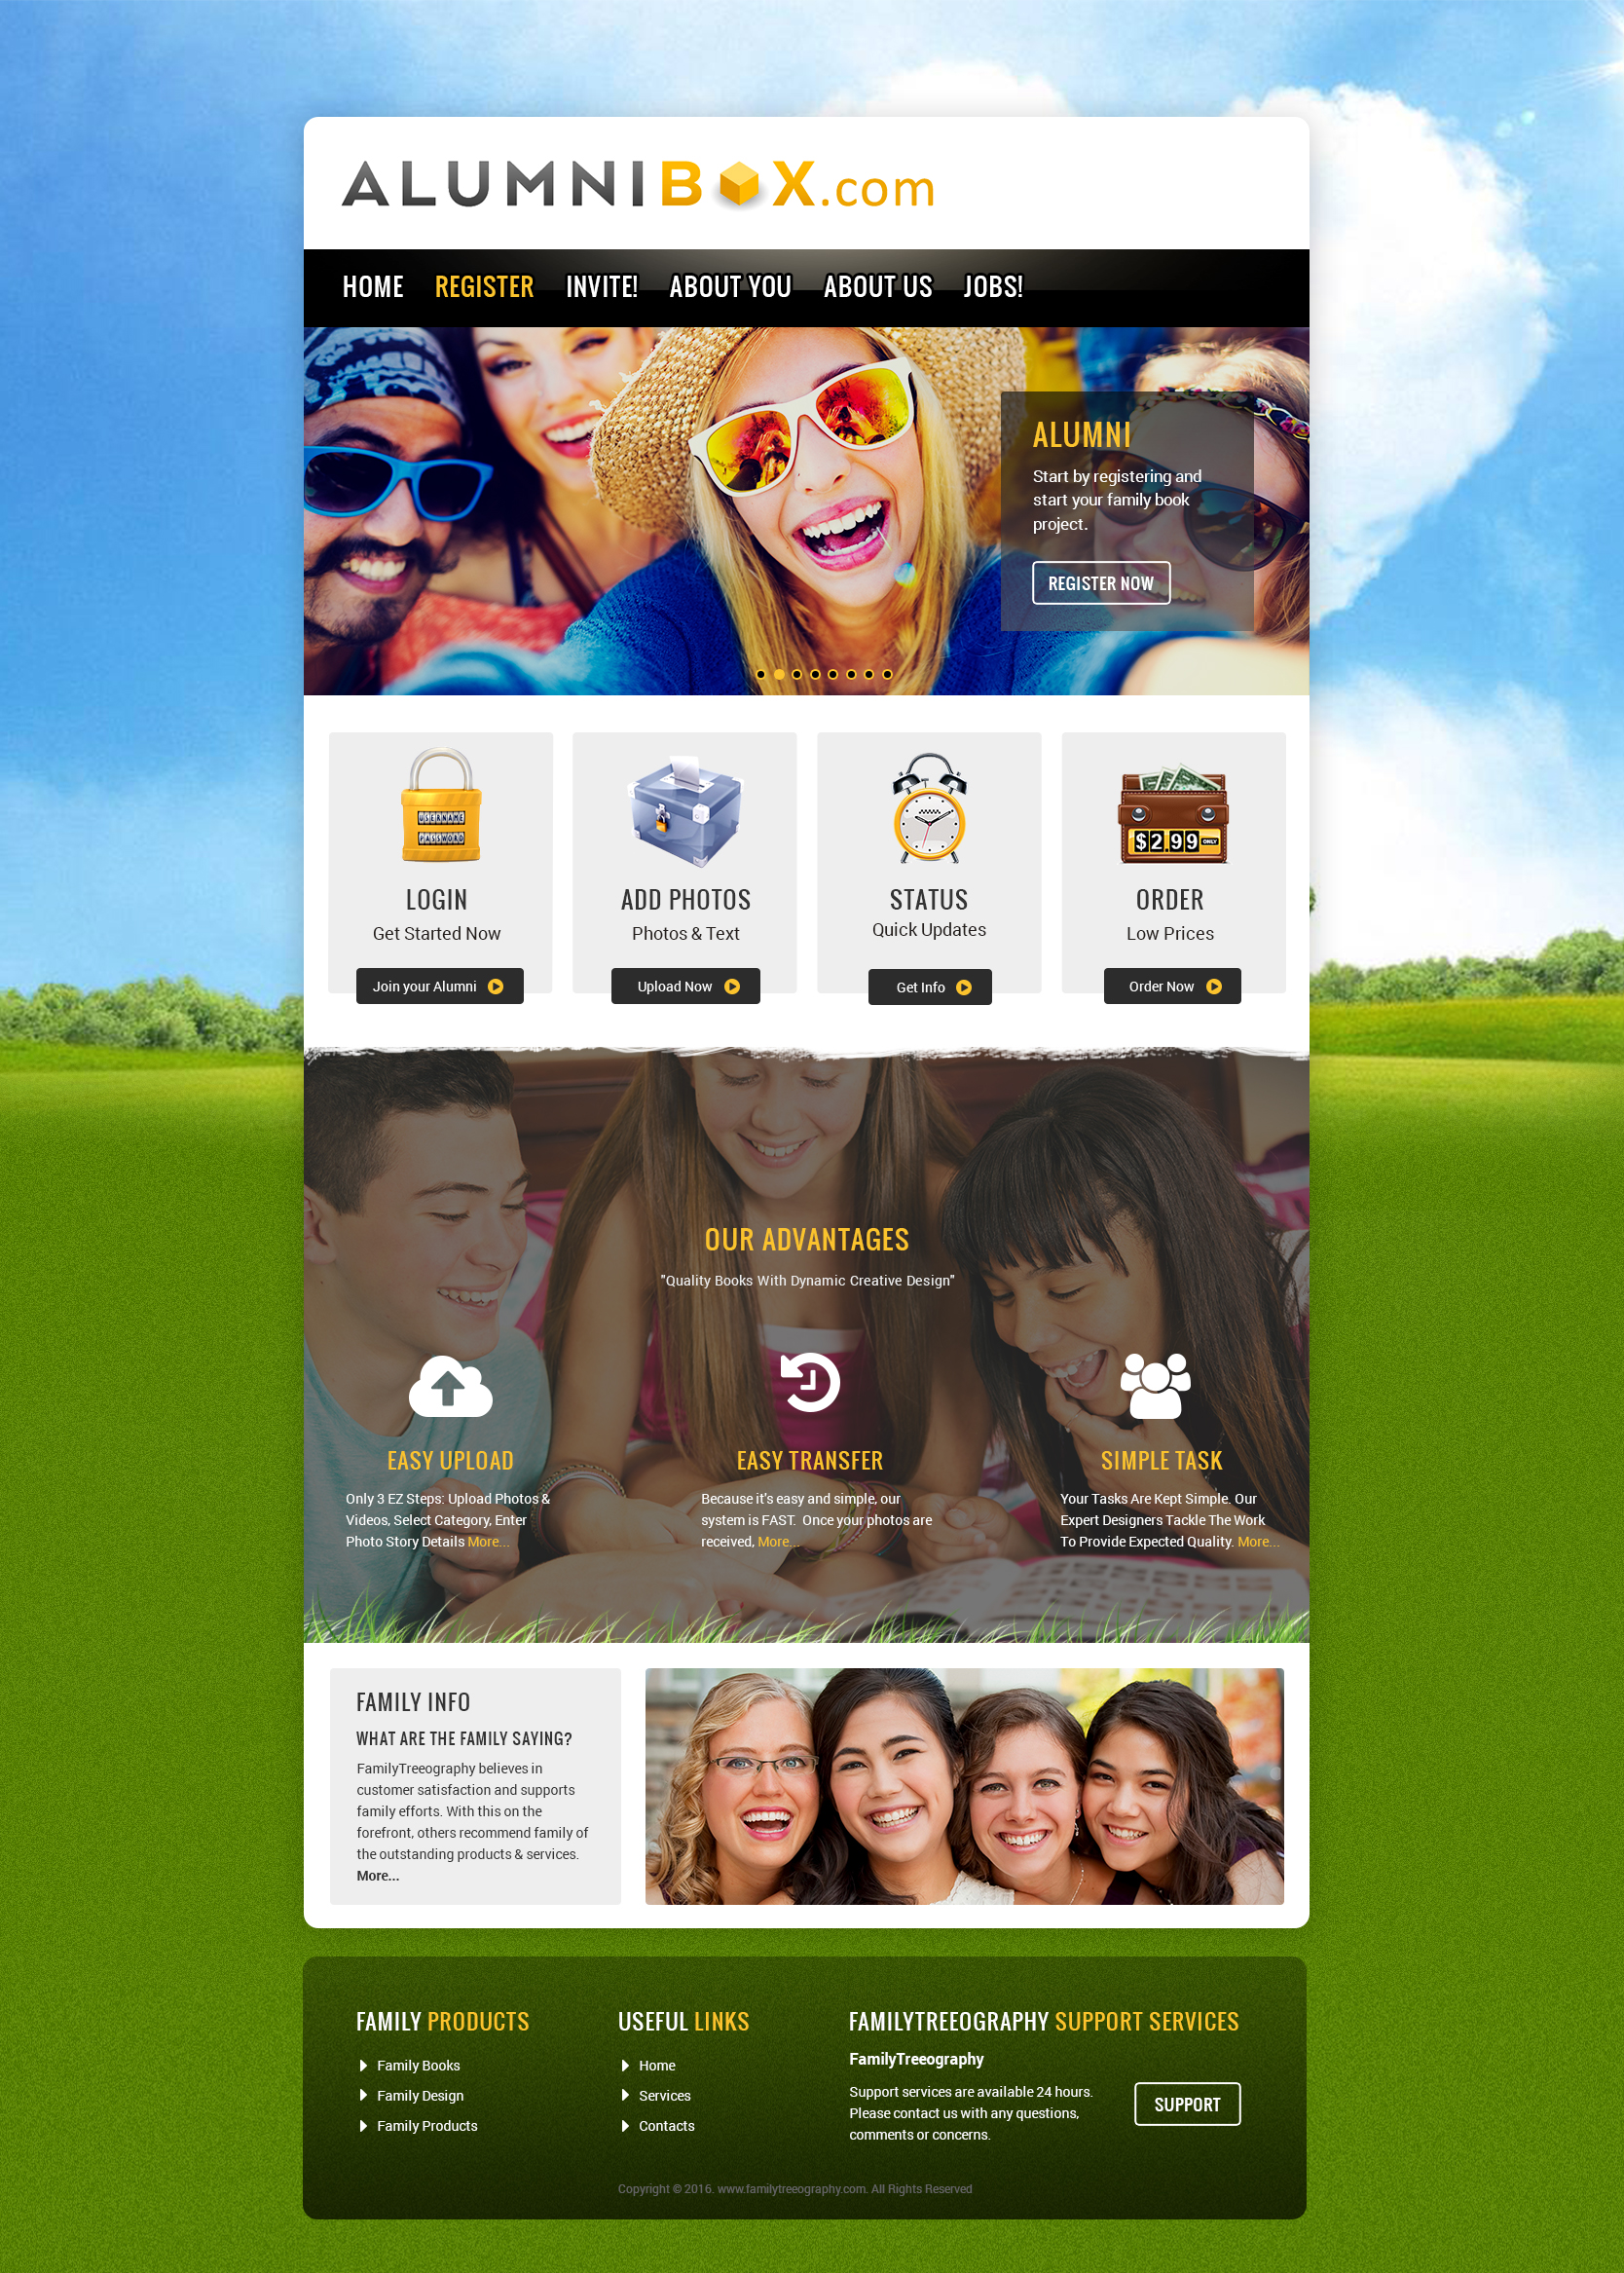 ALUMNIBOX.com
HOME REGISTER INVITE! ABOUT YOU ABOUT US JOBS!
ALUMNI
Start by registering and
start your family book
project.
REGISTER NOW
USERNAME
PASSWORD
LOGIN
Get Started Now
Join your Alumni
ADD PHOTOS
Photos & Text
Upload Now
STATUS
Quick Updates
Get Info
$2.99 ONLY
ORDER
Low Prices
Order Now
OUR ADVANTAGES
"Quality Books With Dynamic Creative Design"
EASY UPLOAD
Only 3 EZ Steps: Upload Photos &
Videos, Select Category, Enter
Photo Story Details More...
EASY TRANSFER
Because it's easy and simple, our
system is FAST. Once your photos are
received, More...
SIMPLE TASK
Your Tasks Are Kept Simple. Our
Expert Designers Tackle The Work
To Provide Expected Quality. More...
FAMILY INFO
WHAT ARE THE FAMILY SAYING?
FamilyTreeography believes in
customer satisfaction and supports
family efforts. With this on the
forefront, others recommend family of
the outstanding products & services.
More...
FAMILY PRODUCTS
Family Books
Family Design
Family Products
USEFUL LINKS
Home
Services
Contacts
FAMILYTREEOGRAPHY SUPPORT SERVICES
FamilyTreeography
Support services are available 24 hours.
Please contact us with any questions,
comments or concerns.
SUPPORT
Copyright © 2016. www.familytreeography.com. All Rights Reserved